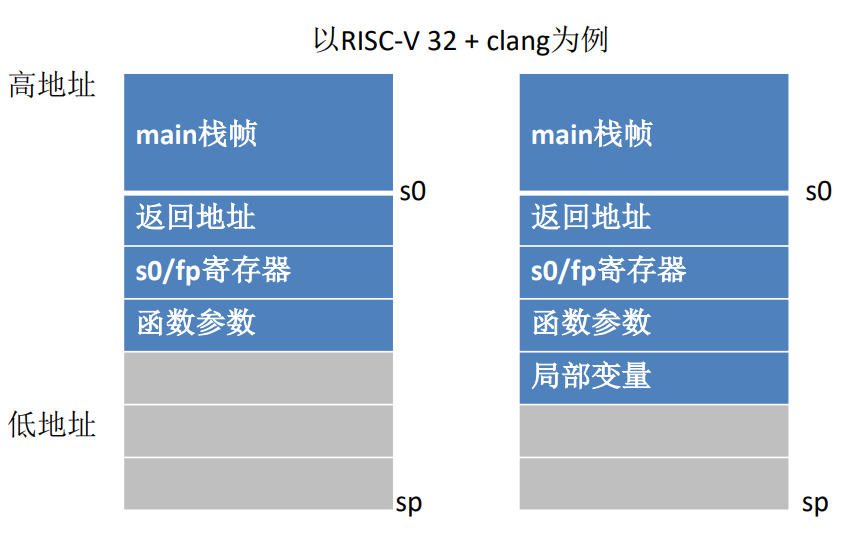 以RISC-V 32 + clang为例
高地址
main栈帧
s0
返回地址
s0/fp寄存器
函数参数
低地址
sp
main栈帧
s0
返回地址
s0/fp寄存器
函数参数
局部变量
sp